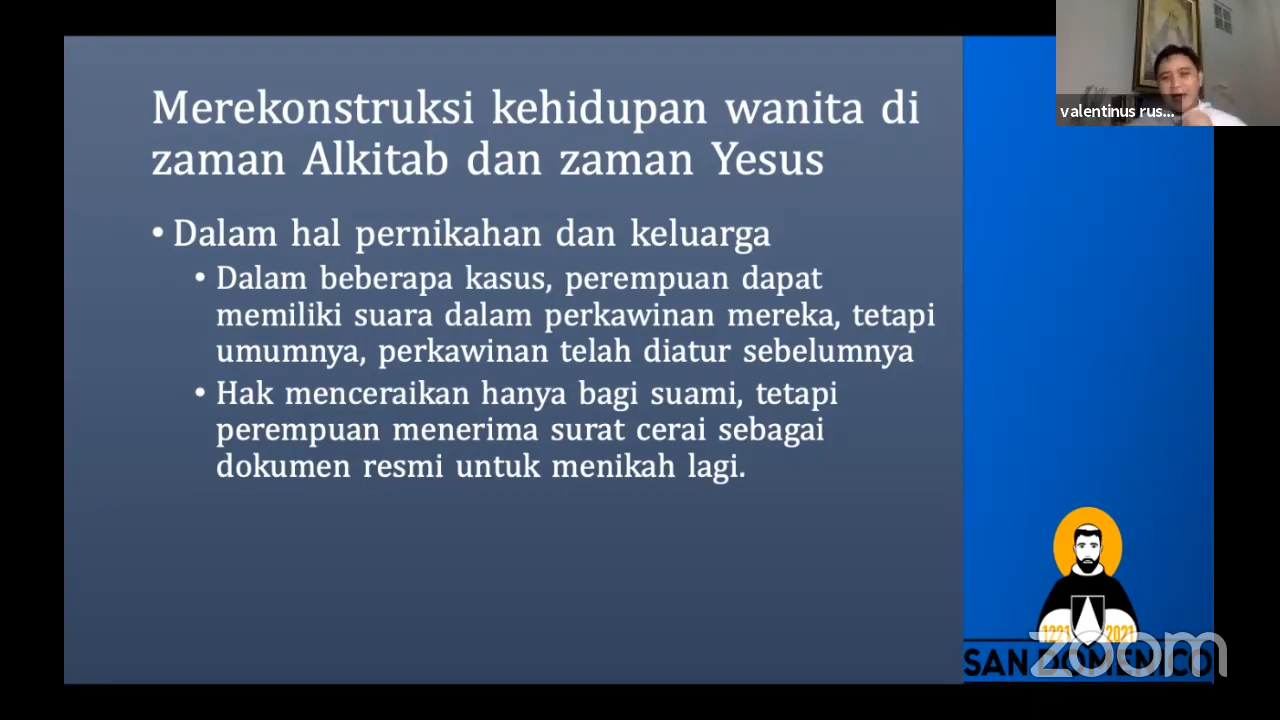 valentinus rus...
Merekonstruksi kehidupan wanita di
zaman Alkitab dan zaman Yesus
• Dalam hal pernikahan dan keluarga
• Dalam beberapa kasus, perempuan dapat
memiliki suara dalam perkawinan mereka, tetapi
umumnya, perkawinan telah diatur sebelumnya
• Hak menceraikan hanya bagi suami, tetapi
perempuan menerima surat cerai sebagai
dokumen resmi untuk menikah lagi.
1221 2021
SAN DOMENICO
zoom